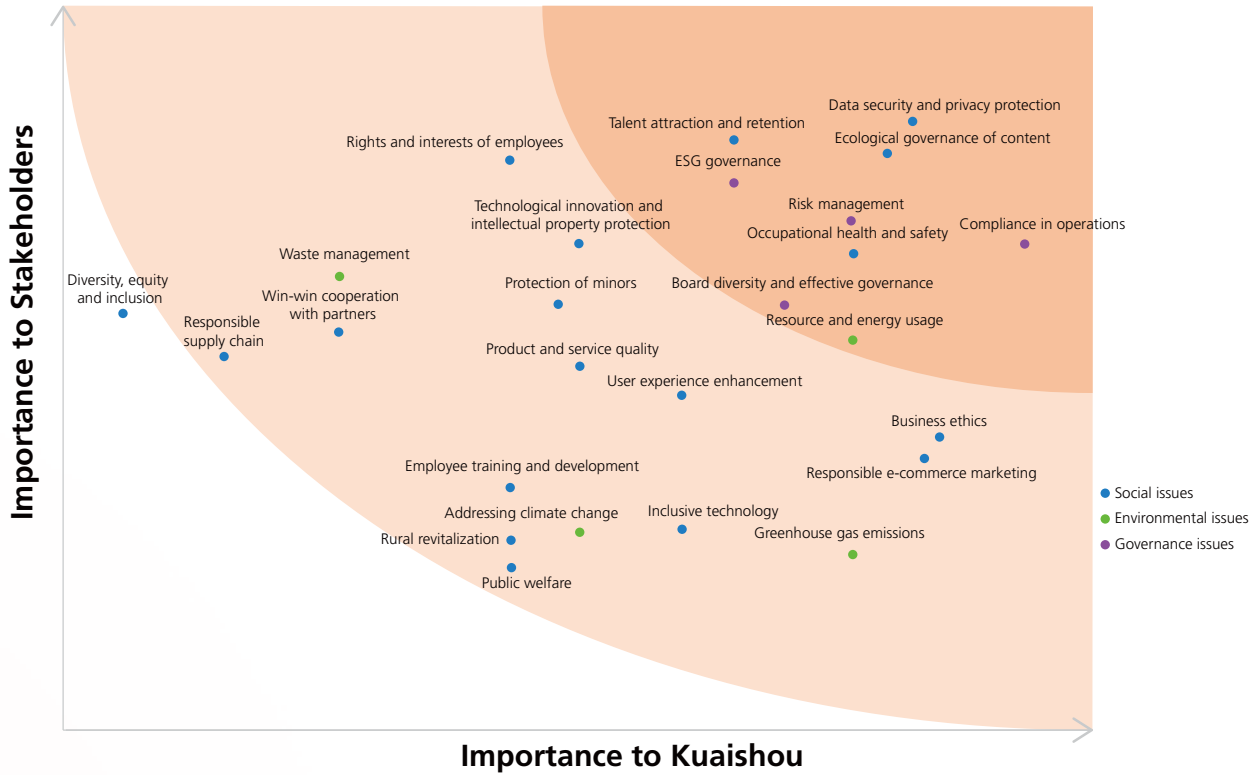 Importance to Stakeholders
Data security and privacy protection
Talent attraction and retention
Ecological governance of content
Rights and interests of employees
ESG governance
Risk management
Technological innovation and
intellectual property protection
Compliance in operations
Occupational health and safety
Waste management
Diversity, equity
and inclusion
Protection of minors
Board diversity and effective governance
Win-win cooperation
with partners
Resource and energy usage
Responsible
supply chain
Product and service quality
User experience enhancement
Business ethics
Employee training and development
Responsible e-commerce marketing
Social issues
Addressing climate change
Inclusive technology
Environmental issues
Greenhouse gas emissions
Rural revitalization
Governance issues
Public welfare
Importance to Kuaishou